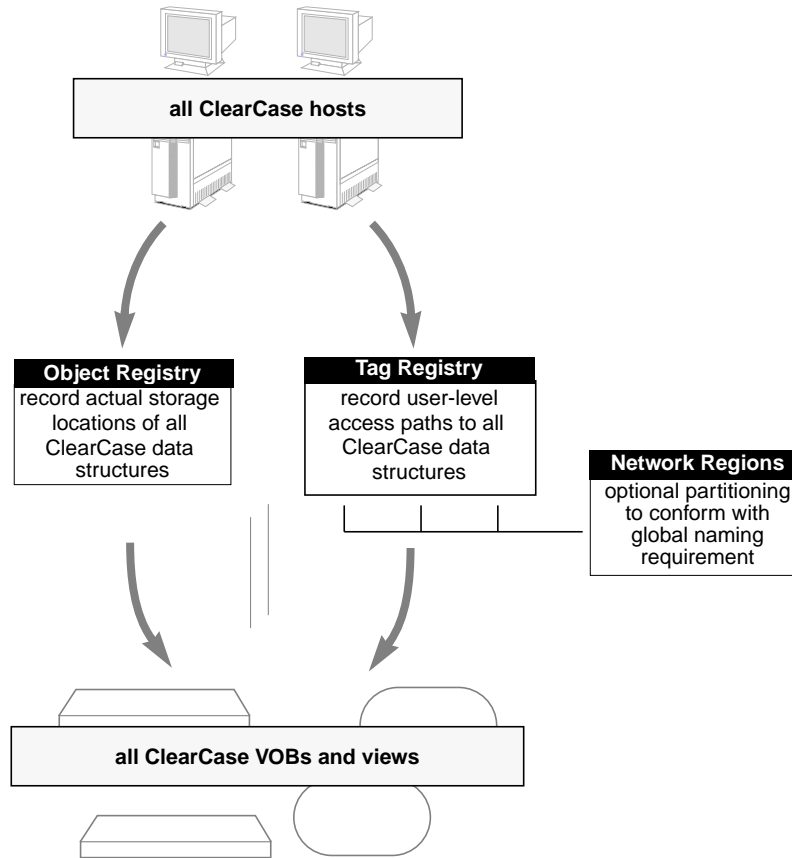 all ClearCase hosts
Object Registry
record actual storage
locations of all
ClearCase data
structures
Tag Registry
record user-level
access paths to all
ClearCase data
structures
Network Regions
optional partitioning
to conform with
global naming
requirement
all ClearCase VOBs and views